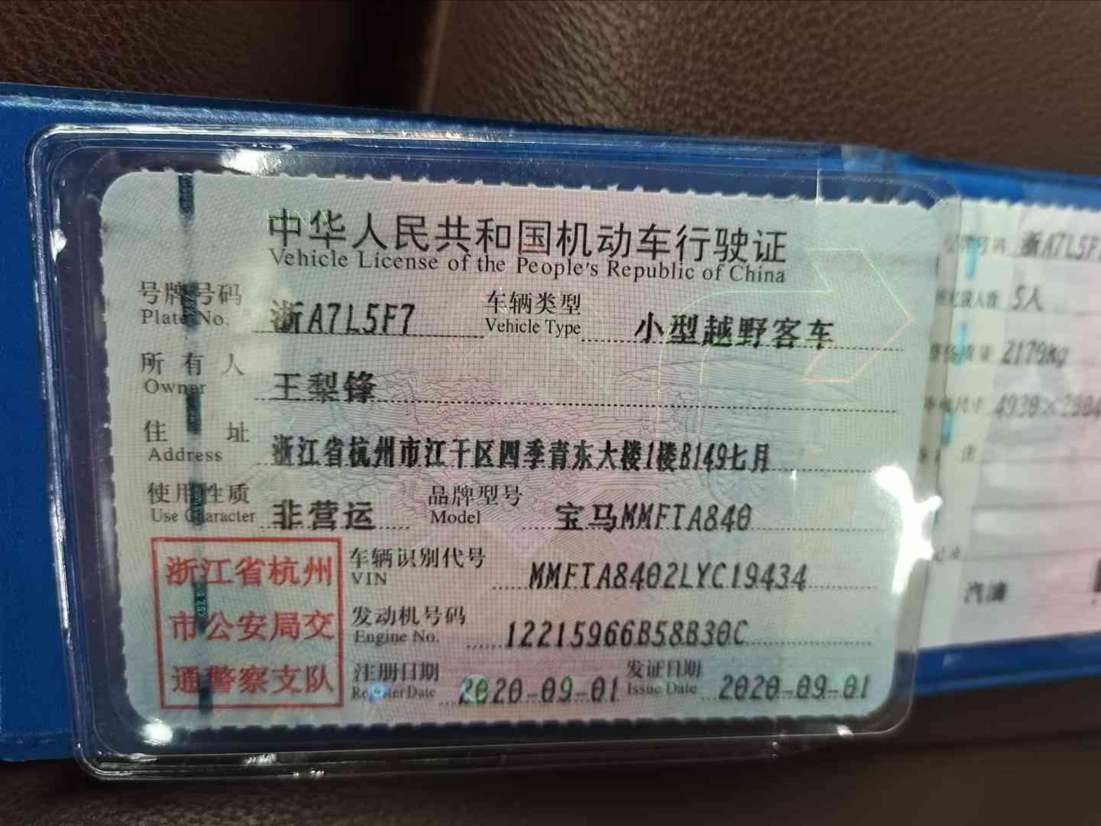 中华人民共和国机动车行驶证
Vehicle License of the People's Republic of China
号牌号码 浙A7L5F7 车辆类型 小型越野客车
Plate No. Vehicle Type
所有人 王梨锋
Owner
住址 浙江省杭州市江干区四季青东大楼1楼B149七月
Address
使用性质 非营运 品牌型号 宝马MMFTA840
Use Character Model
浙江省杭州
市公安局交
通警察支队
车辆识别代号 MMFTA8402LYC19434
VIN
发动机号码 12215966B58B30C
Engine No.
注册日期 2020-09-01 发证日期 2020-09-01
Register Date Issue Date
浙A7L5F7
5人
2179kg
汽油